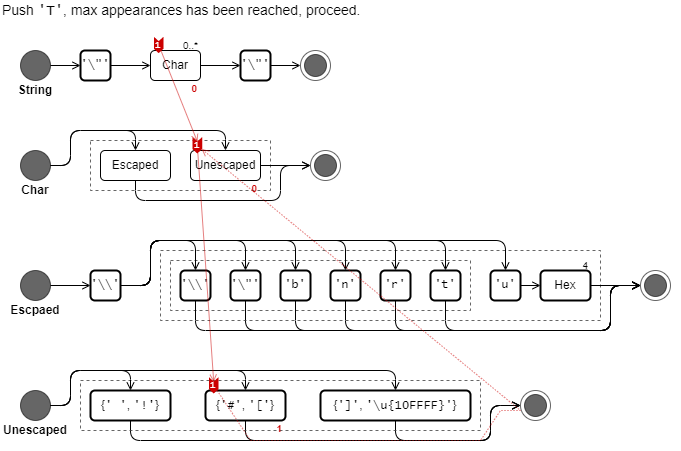 Push 'T', max appearances has been reached, proceed.
1 0..*
'\"' Char '\"'
String 0
1
Escaped Unescaped
Char 0
4
'\\' '\\' '\"' 'b' 'n' 'r' 't' 'u' Hex
Escpaed
1
{' ','!'} {'#','['} {']','\u{10FFFF}'}
Unescaped 1